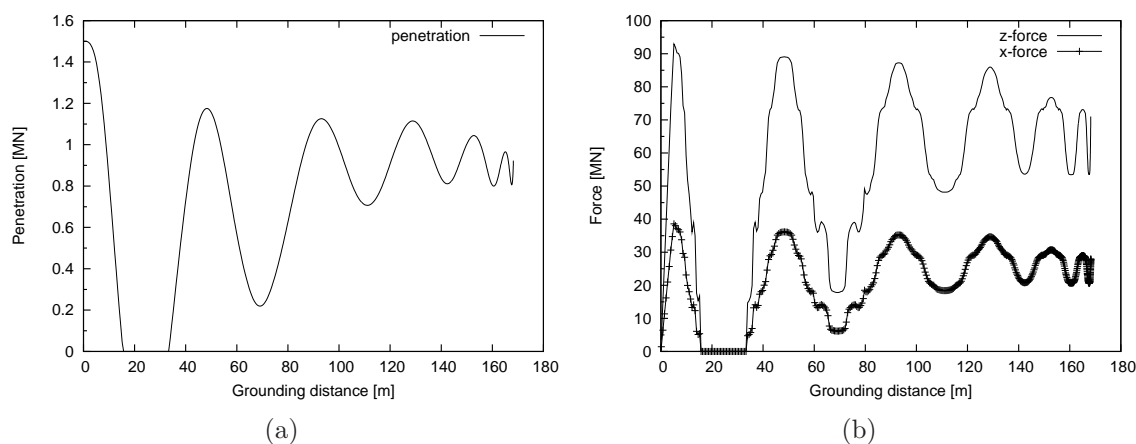 1.6
1.4
1.2
1
0.8
0.6
0.4
0.2
0
0 20 40 60 80 100 120 140 160 180
Penetration [MN]
Grounding distance [m]
penetration
(a)
100
90
80
70
60
50
40
30
20
10
0
0 20 40 60 80 100 120 140 160 180
Force [MN]
Grounding distance [m]
z-force
x-force
(b)